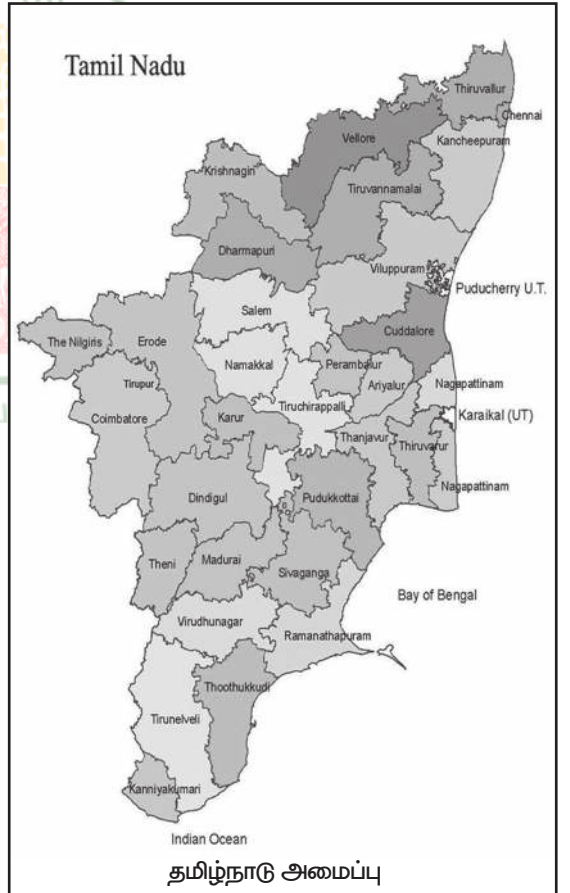 Tamil Nadu
Thiruvallur
Chennai
Vellore
Kancheepuram
Krishnagiri
Tiruvannamalai
Dharmapuri
Viluppuram
Puducherry U.T.
Salem
Cuddalore
The Nilgiris
Erode
Namakkal
Perambalur
Tirupur
Ariyalur
Nagapattinam
Coimbatore
Karur
Tiruchirappalli
Karaikal (UT)
Thanjavur
Thiruvarur
Dindigul
Pudukkottai
Nagapattinam
Theni
Madurai
Sivaganga
Bay of Bengal
Virudhunagar
Ramanathapuram
Thoothukkudi
Tirunelveli
Kanniyakumari
Indian Ocean
தமிழ்நாடு அமைப்பு